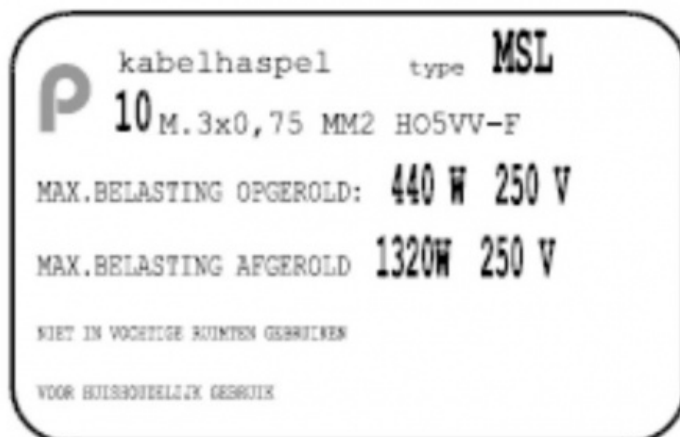 kabelhaspel type MSL
10 M.3x0,75 MM2 HO5VV-F
MAX.BELASTING OPGEROLD: 440 W 250 V
MAX.BELASTING AFGEROLD 1320W 250 V
NIET IN VOCHTIGE RUIMTEN GEBRUIKEN
VOOR HUISHOUDELIJK GEBRUIK